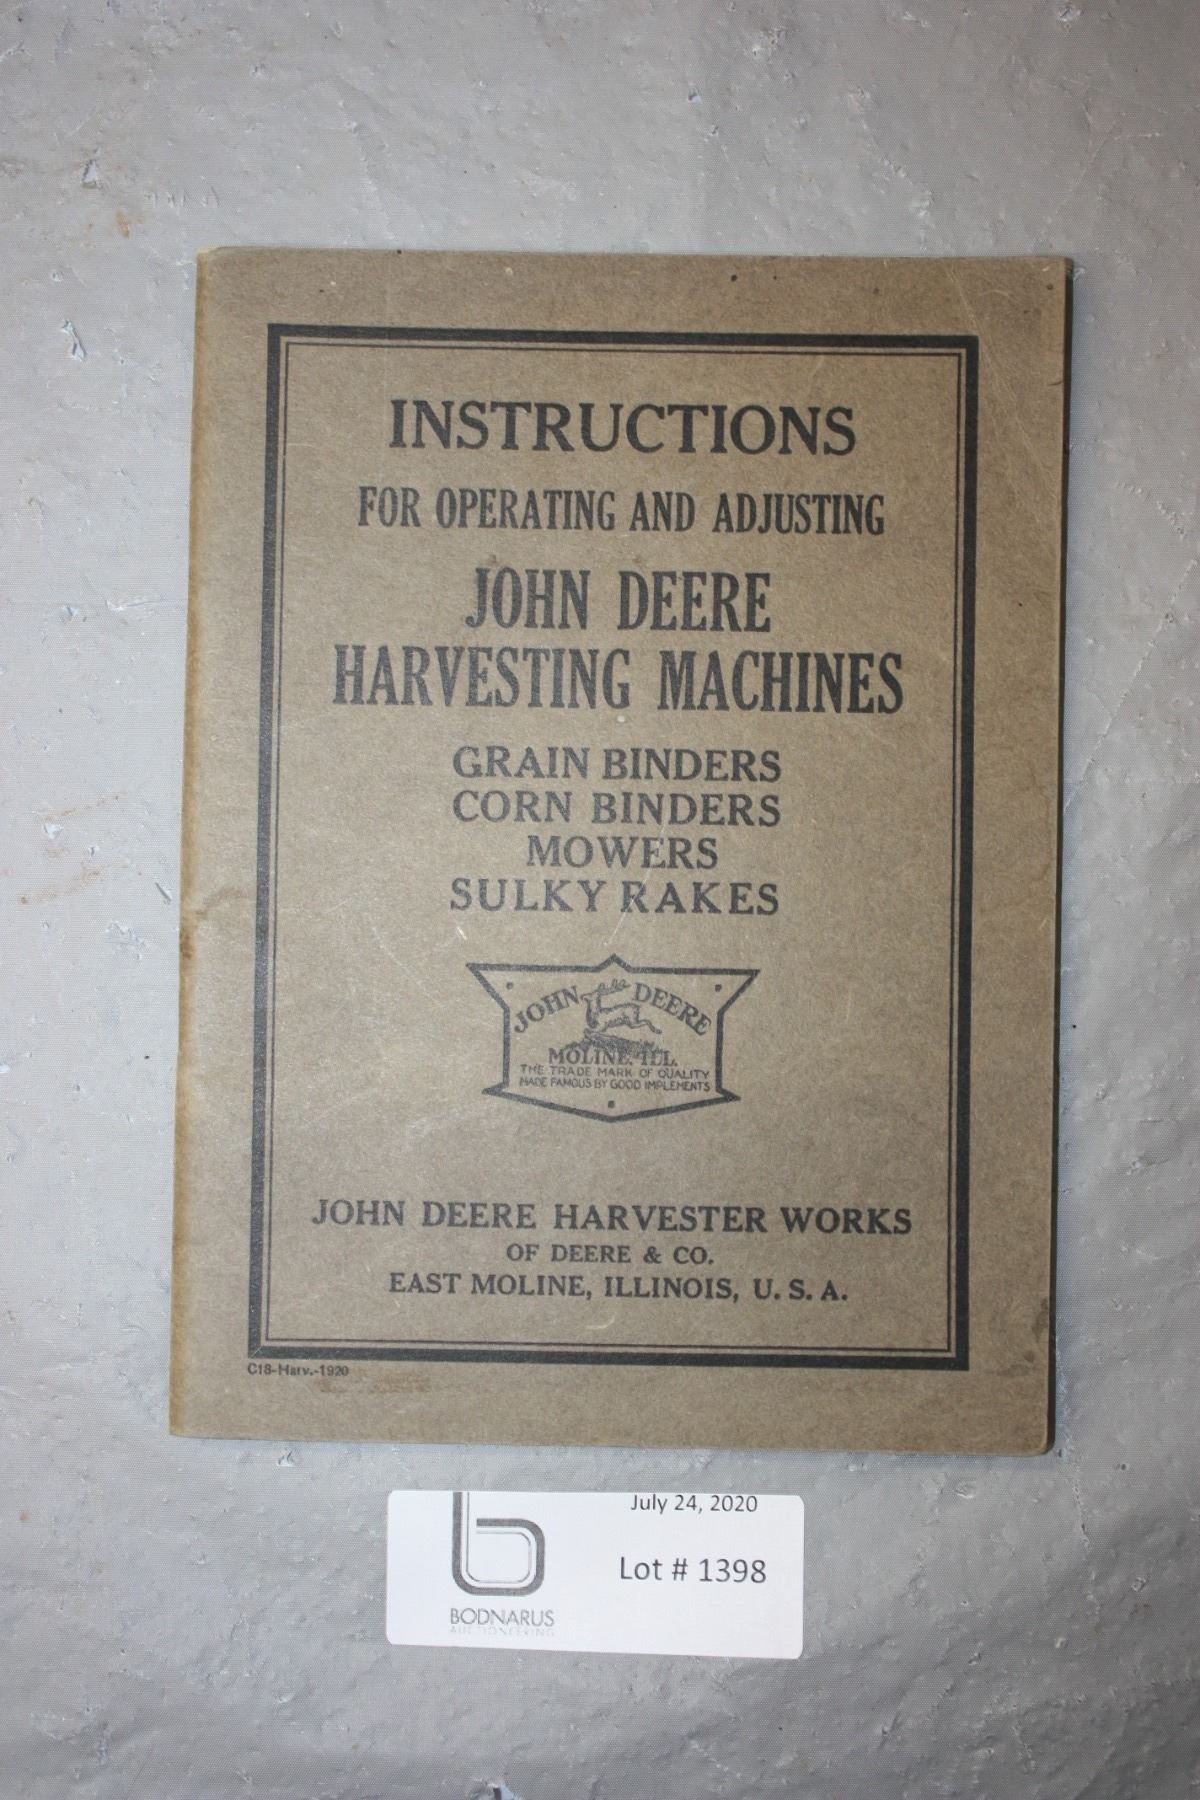 INSTRUCTIONS
FOR OPERATING AND ADJUSTING
JOHN DEERE
HARVESTING MACHINES
GRAIN BINDERS
CORN BINDERS
MOWERS
SULKY RAKES
JOHN DEERE
MOLINE, ILL.
THE TRADE MARK OF QUALITY
MADE FAMOUS BY GOOD IMPLEMENTS
JOHN DEERE HARVESTER WORKS
OF DEERE & CO.
EAST MOLINE, ILLINOIS, U. S. A.
C18-Harv.-1920
July 24, 2020
Lot # 1398
BODNARUS
AUCTIONEERING